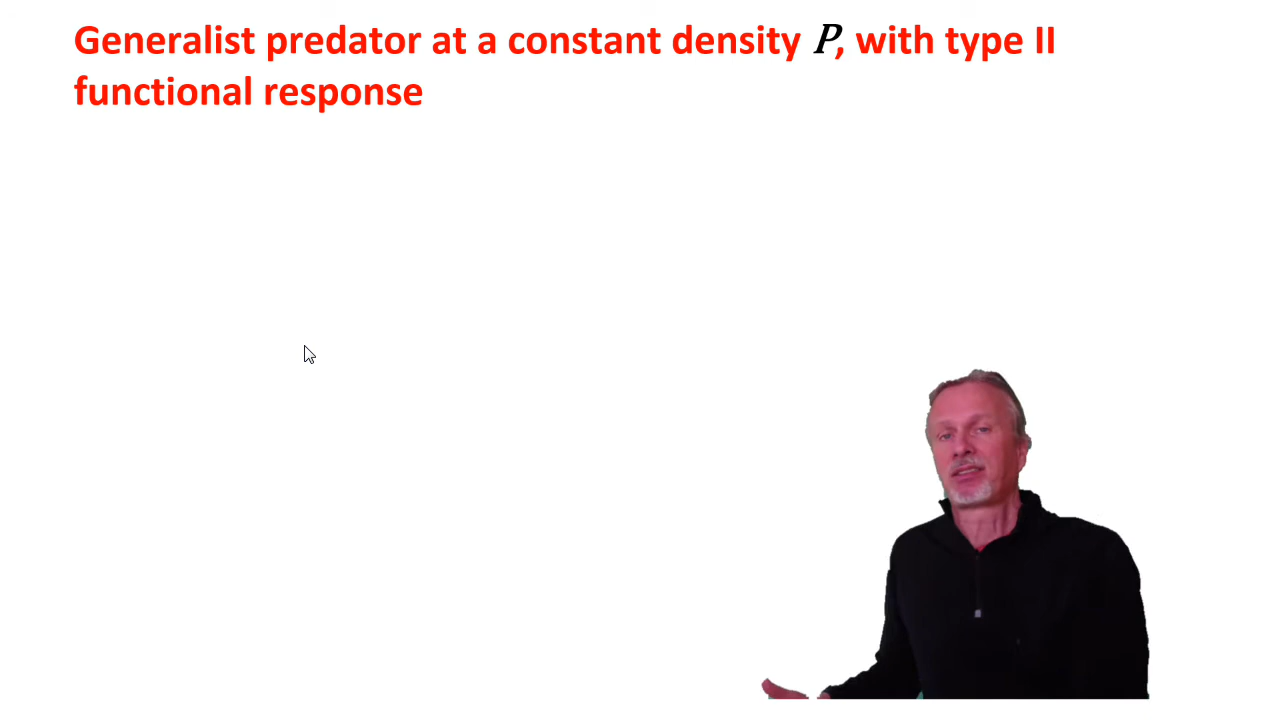 Generalist predator at a constant density P, with type II
functional response